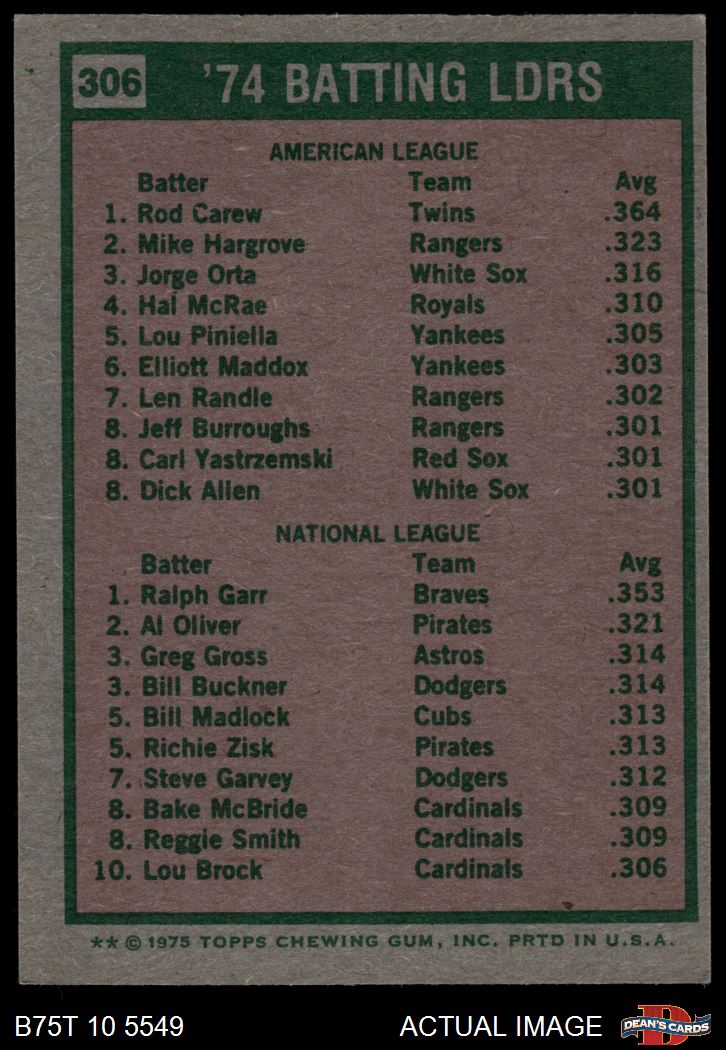 306 '74 BATTING LDRS
AMERICAN LEAGUE
Batter Team Avg
1. Rod Carew Twins .364
2. Mike Hargrove Rangers .323
3. Jorge Orta White Sox .316
4. Hal McRae Royals .310
5. Lou Piniella Yankees .305
6. Elliott Maddox Yankees .303
7. Len Randle Rangers .302
8. Jeff Burroughs Rangers .301
8. Carl Yastrzemski Red Sox .301
8. Dick Allen White Sox .301
NATIONAL LEAGUE
Batter Team Avg
1. Ralph Garr Braves .353
2. Al Oliver Pirates .321
3. Greg Gross Astros .314
3. Bill Buckner Dodgers .314
5. Bill Madlock Cubs .313
5. Richie Zisk Pirates .313
7. Steve Garvey Dodgers .312
8. Bake McBride Cardinals .309
8. Reggie Smith Cardinals .309
10. Lou Brock Cardinals .306
** © 1975 TOPPS CHEWING GUM, INC. PRTD IN U.S.A.
B75T 10 5549 ACTUAL IMAGE D DEAN'S CARDS